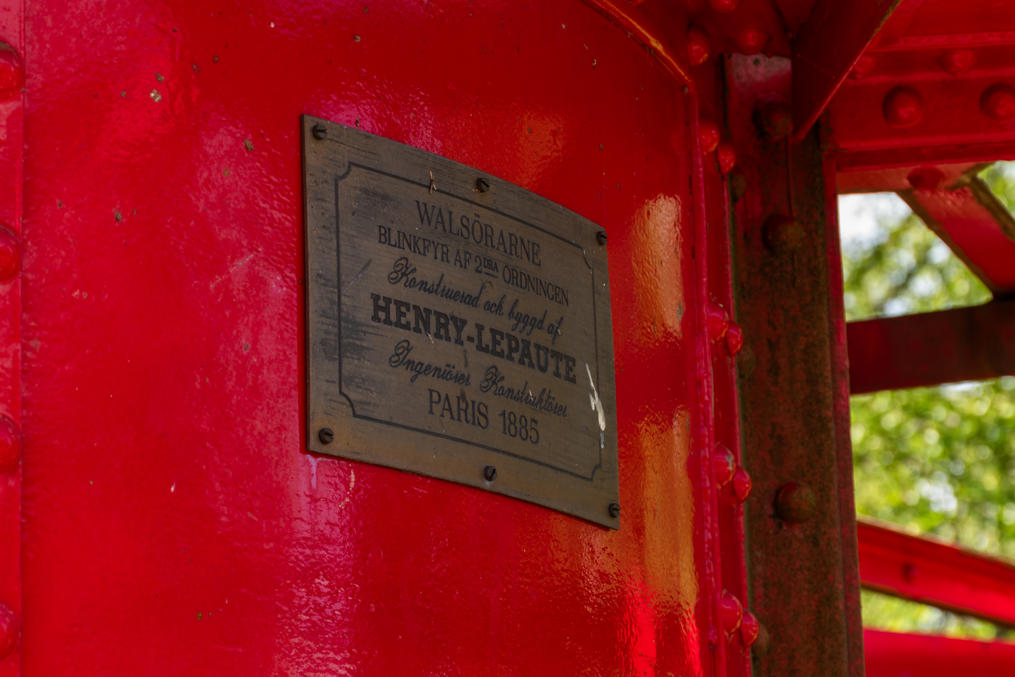 WALSÖRARNE
BLINKFYR AF 2DRA ORDNINGEN
Konstruerad och byggd af
HENRY-LEPAUTE
Ingeniörer Konstruktörer
PARIS 1885